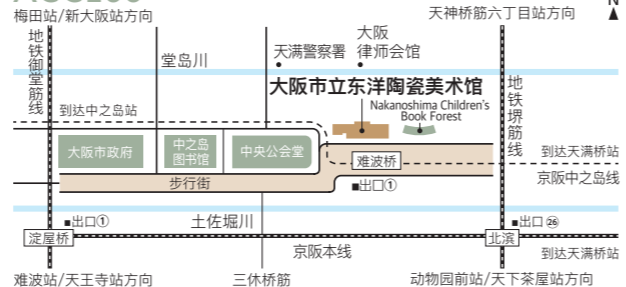 梅田站/新大阪站方向
天神桥筋六丁目站方向
N
地铁御堂筋线
堂岛川
天满警察署
大阪
律师会馆
大阪市立东洋陶瓷美术馆
Nakanoshima Children's
Book Forest
地铁堺筋线
到达中之岛站
大阪市政府
中之岛
图书馆
中央公会堂
难波桥
到达天满桥站
京阪中之岛线
步行街
■出口①
■出口①
土佐堀川
■出口㉖
淀屋桥
京阪本线
北滨
到达天满桥站
难波站/天王寺站方向
三休桥筋
动物园前站/天下茶屋站方向